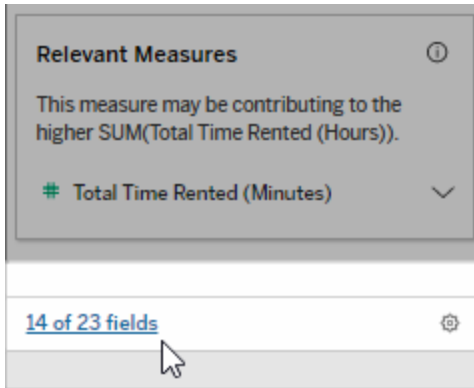 Relevant Measures
This measure may be contributing to the
higher SUM(Total Time Rented (Hours)).
# Total Time Rented (Minutes)
14 of 23 fields